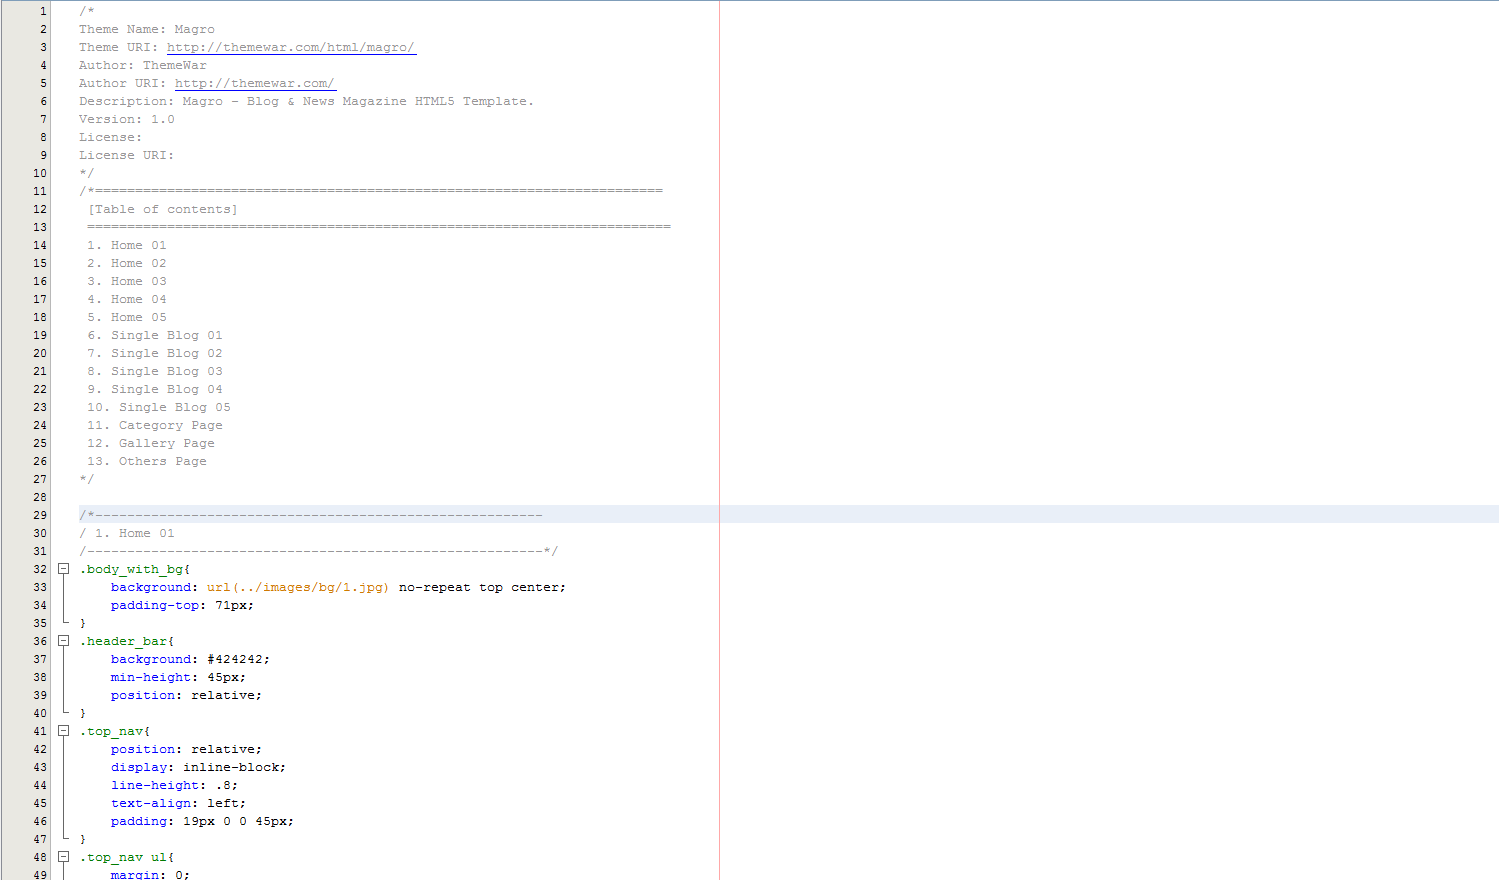 1 /*
2 Theme Name: Magro
3 Theme URI: http://themewar.com/html/magro/
4 Author: ThemeWar
5 Author URI: http://themewar.com/
6 Description: Magro - Blog & News Magazine HTML5 Template.
7 Version: 1.0
8 License:
9 License URI:
10 */
11 /*=======================================================================
12 [Table of contents]
13 =========================================================================
14 1. Home 01
15 2. Home 02
16 3. Home 03
17 4. Home 04
18 5. Home 05
19 6. Single Blog 01
20 7. Single Blog 02
21 8. Single Blog 03
22 9. Single Blog 04
23 10. Single Blog 05
24 11. Category Page
25 12. Gallery Page
26 13. Others Page
27 */
28
29 /*--------------------------------------------------------
30 / 1. Home 01
31 /---------------------------------------------------------*/
32 .body_with_bg{
33 background: url(../images/bg/1.jpg) no-repeat top center;
34 padding-top: 71px;
35 }
36 .header_bar{
37 background: #424242;
38 min-height: 45px;
39 position: relative;
40 }
41 .top_nav{
42 position: relative;
43 display: inline-block;
44 line-height: .8;
45 text-align: left;
46 padding: 19px 0 0 45px;
47 }
48 .top_nav ul{
49 margin: 0;